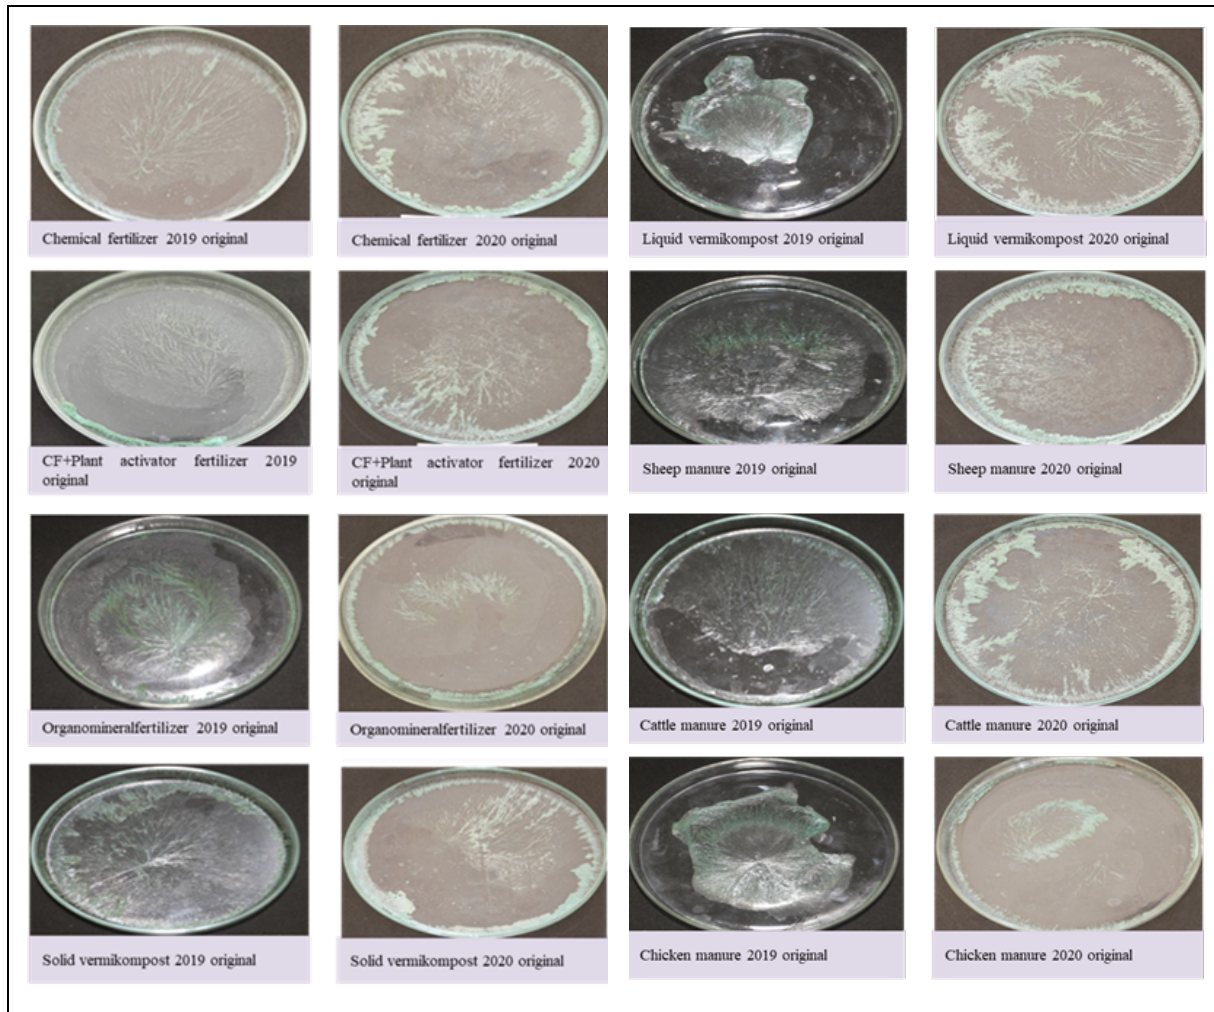 Chemical fertilizer 2019 original
Chemical fertilizer 2020 original
Liquid vermikompost 2019 original
Liquid vermikompost 2020 original
CF+Plant activator fertilizer 2019
original
CF+Plant activator fertilizer 2020
original
Sheep manure 2019 original
Sheep manure 2020 original
Organomineralfertilizer 2019 original
Organomineralfertilizer 2020 original
Cattle manure 2019 original
Cattle manure 2020 original
Solid vermikompost 2019 original
Solid vermikompost 2020 original
Chicken manure 2019 original
Chicken manure 2020 original